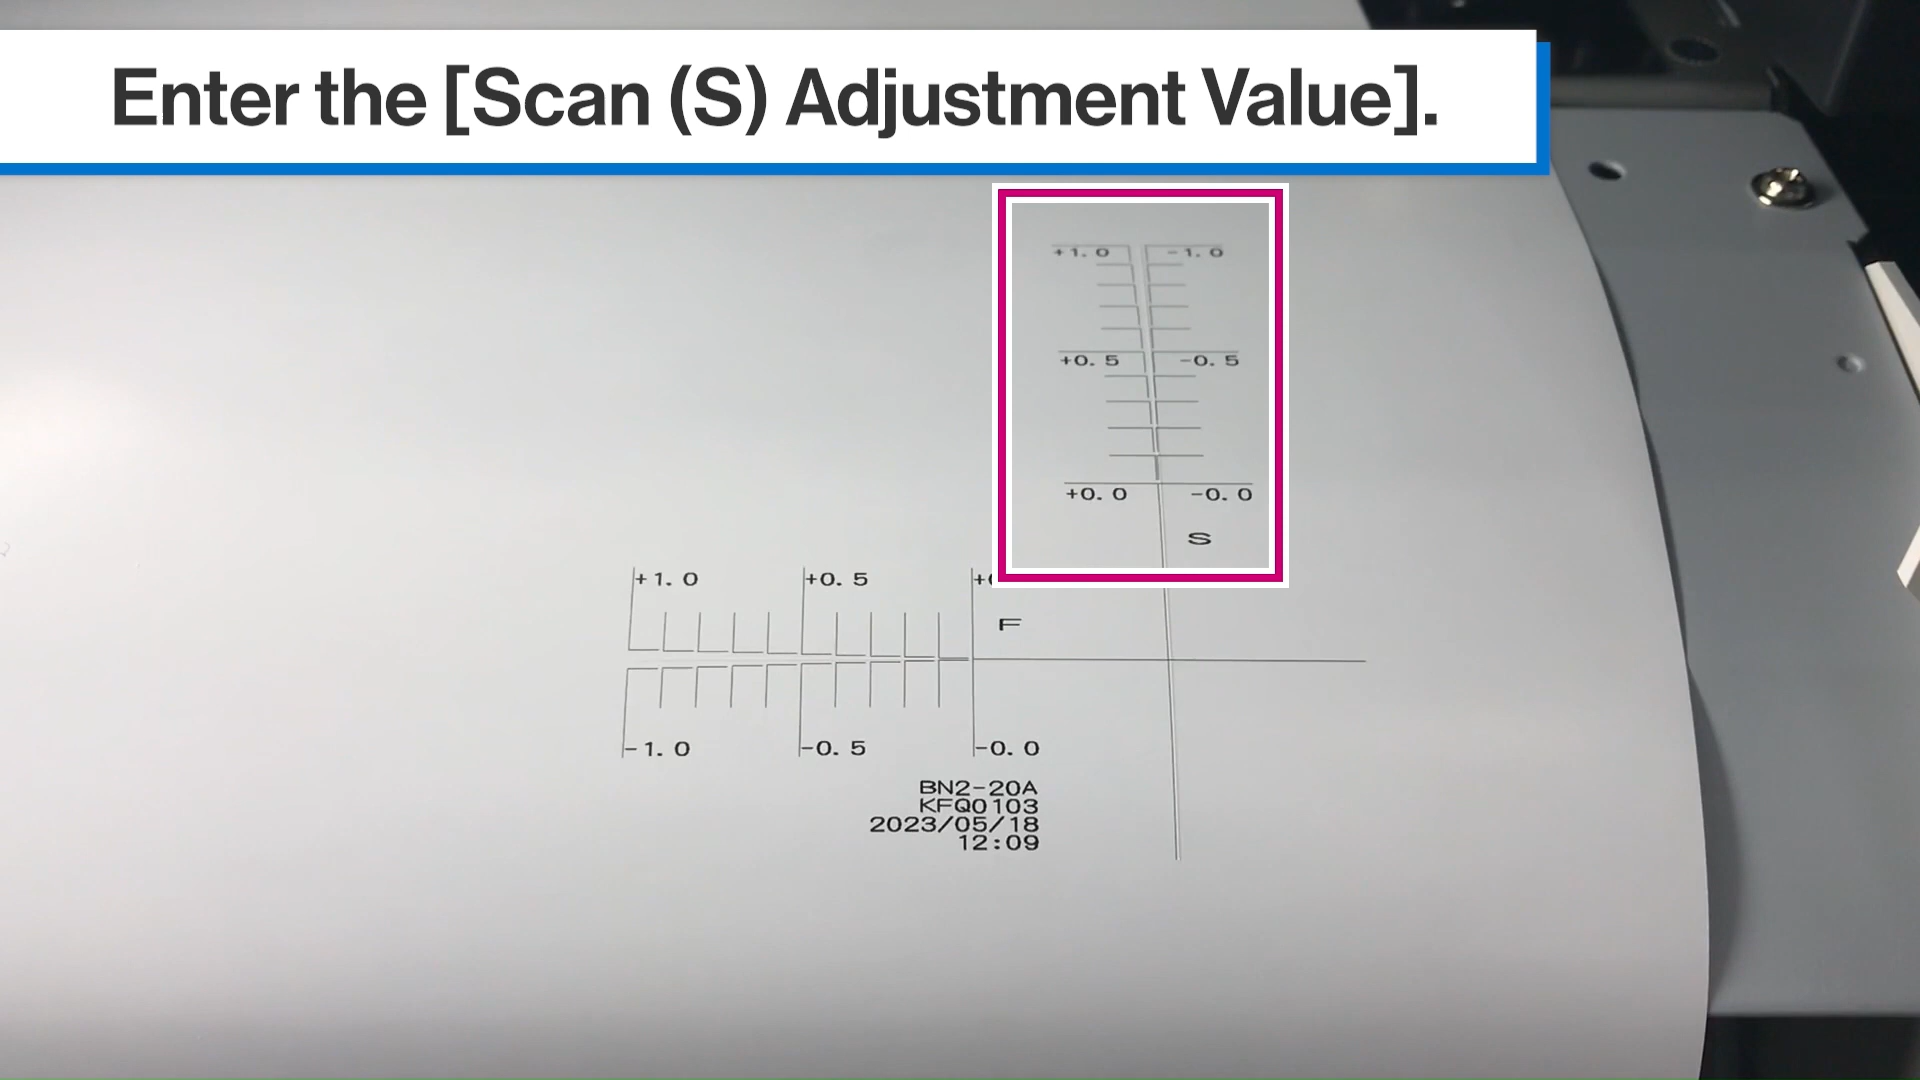 Enter the [Scan (S) Adjustment Value].
+1.0 -1.0
+0.5 -0.5
+0.0 -0.0
S
+1.0 +0.5
F
-1.0 -0.5 -0.0
BN2-20A
KFQ0103
2023/05/18
12:09